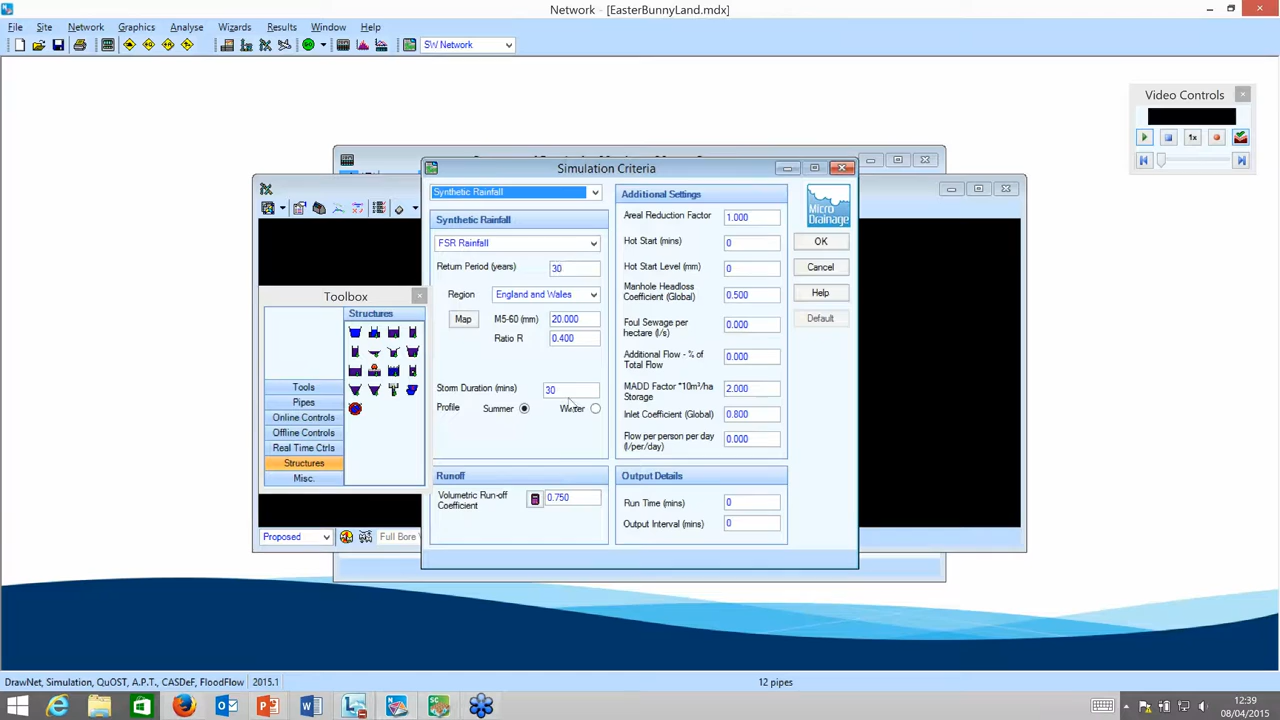 Network - [EasterBunnyLand.mdx]
File Site Network Graphics Analyse Wizards Results Window Help
SW Network
Video Controls
1x
Simulation Criteria
Synthetic Rainfall
Additional Settings
Micro
Drainage
Synthetic Rainfall
Areal Reduction Factor 1.000
FSR Rainfall
Hot Start (mins) 0
OK
Return Period (years) 30
Hot Start Level (mm) 0
Cancel
Region England and Wales
Manhole Headloss
Coefficient (Global) 0.500
Help
Map M5-60 (mm) 20.000
Ratio R 0.400
Foul Sewage per
hectare (l/s) 0.000
Default
Additional Flow - % of
Total Flow 0.000
Storm Duration (mins) 30
MADD Factor *10m³/ha
Storage 2.000
Profile Summer
Inlet Coefficient (Global) 0.800
Flow per person per day
(l/per/day) 0.000
Runoff
Output Details
Volumetric Run-off
Coefficient 0.750
Run Time (mins) 0
Output Interval (mins) 0
Toolbox
Structures
Tools
Pipes
Online Controls
Offline Controls
Real Time Ctrls
Structures
Misc.
Proposed
Full Bore
DrawNet, Simulation, QuOST, A.P.T., CASDeF, FloodFlow 2015.1 12 pipes
12:39
08/04/2015